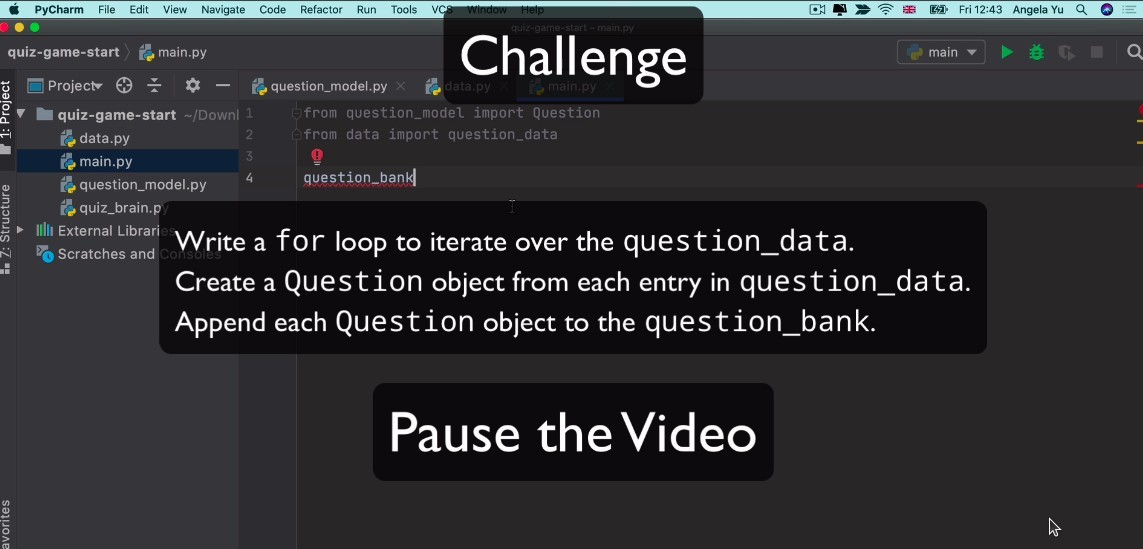 PyCharm File Edit View Navigate Code Refactor Run Tools VCS Window Help Fri 12:43 Angela Yu
quiz-game-start – main.py
quiz-game-start main.py main
Challenge
1: Project
Project question_model.py data.py main.py
quiz-game-start ~/Downl
data.py
main.py
question_model.py
quiz_brain.py
External Libraries
Scratches and Consoles
7: Structure
1 from question_model import Question
2 from data import question_data
3
4 question_bank
Write a for loop to iterate over the question_data.
Create a Question object from each entry in question_data.
Append each Question object to the question_bank.
Pause the Video